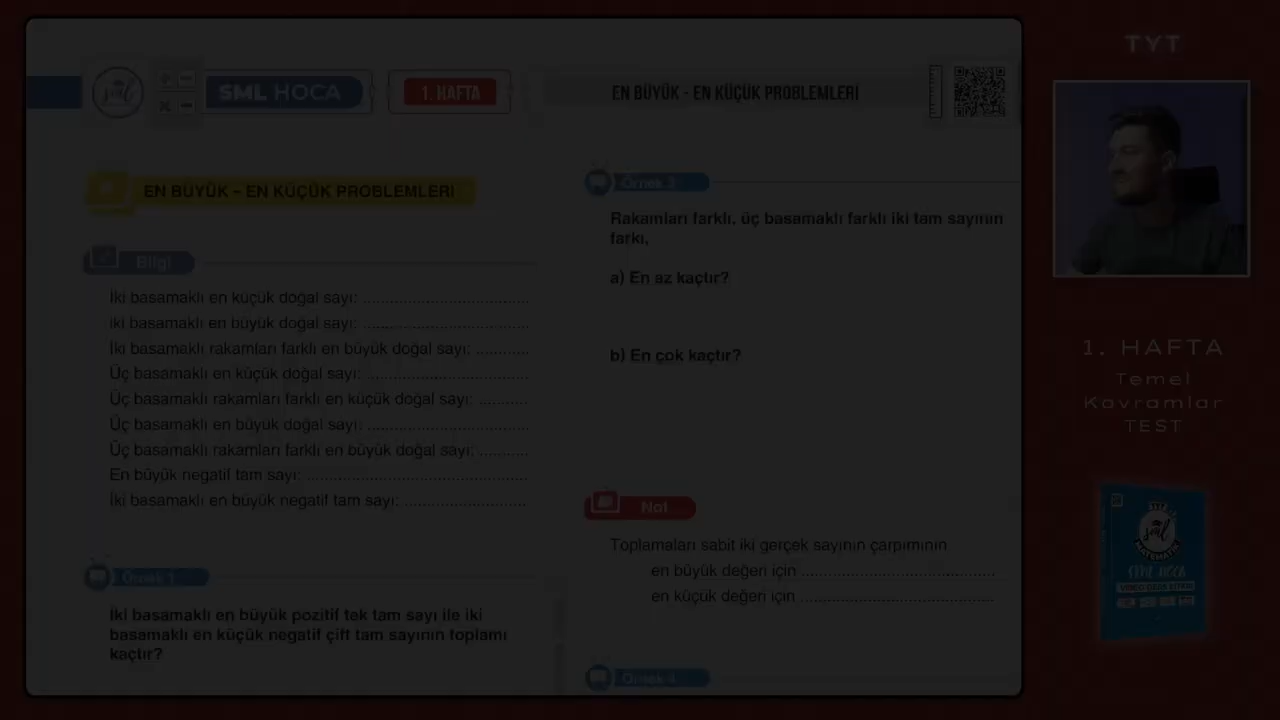 TYT
SML HOCA
1. HAFTA
EN BÜYÜK - EN KÜÇÜK PROBLEMLERİ
EN BÜYÜK – EN KÜÇÜK PROBLEMLERİ
Bilgi
İki basamaklı en küçük doğal sayı: ..................................
iki basamaklı en büyük doğal sayı: ..................................
İki basamaklı rakamları farklı en büyük doğal sayı: ...........
Üç basamaklı en küçük doğal sayı: .................................
Üç basamaklı rakamları farklı en küçük doğal sayı: ..........
Üç basamaklı en büyük doğal sayı: .................................
Üç basamaklı rakamları farklı en büyük doğal sayı: ..........
En büyük negatif tam sayı: .............................................
İki basamaklı en büyük negatif tam sayı: .........................
Örnek 1
İki basamaklı en büyük pozitif tek tam sayı ile iki
basamaklı en küçük negatif çift tam sayının toplamı
kaçtır?
Örnek 3
Rakamları farklı, üç basamaklı farklı iki tam sayının
farkı,
a) En az kaçtır?
b) En çok kaçtır?
Not
Toplamaları sabit iki gerçek sayının çarpımının
en büyük değeri için .......................................
en küçük değeri için .......................................
Örnek 4
1. HAFTA
Temel
Kavramlar
TEST
SML HOCA
VIDEO DERS KİTABI